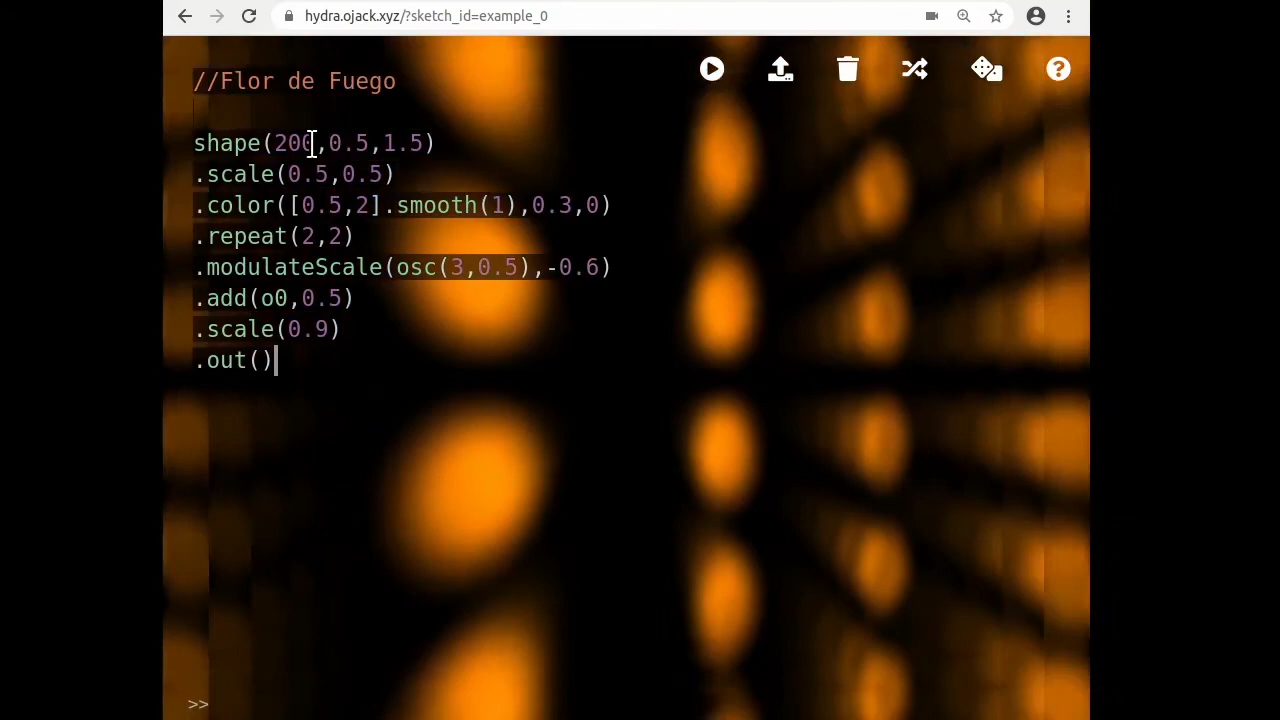 hydra.ojack.xyz/?sketch_id=example_0
//Flor de Fuego
shape(200,0.5,1.5)
.scale(0.5,0.5)
.color([0.5,2].smooth(1),0.3,0)
.repeat(2,2)
.modulateScale(osc(3,0.5),-0.6)
.add(o0,0.5)
.scale(0.9)
.out()
>>